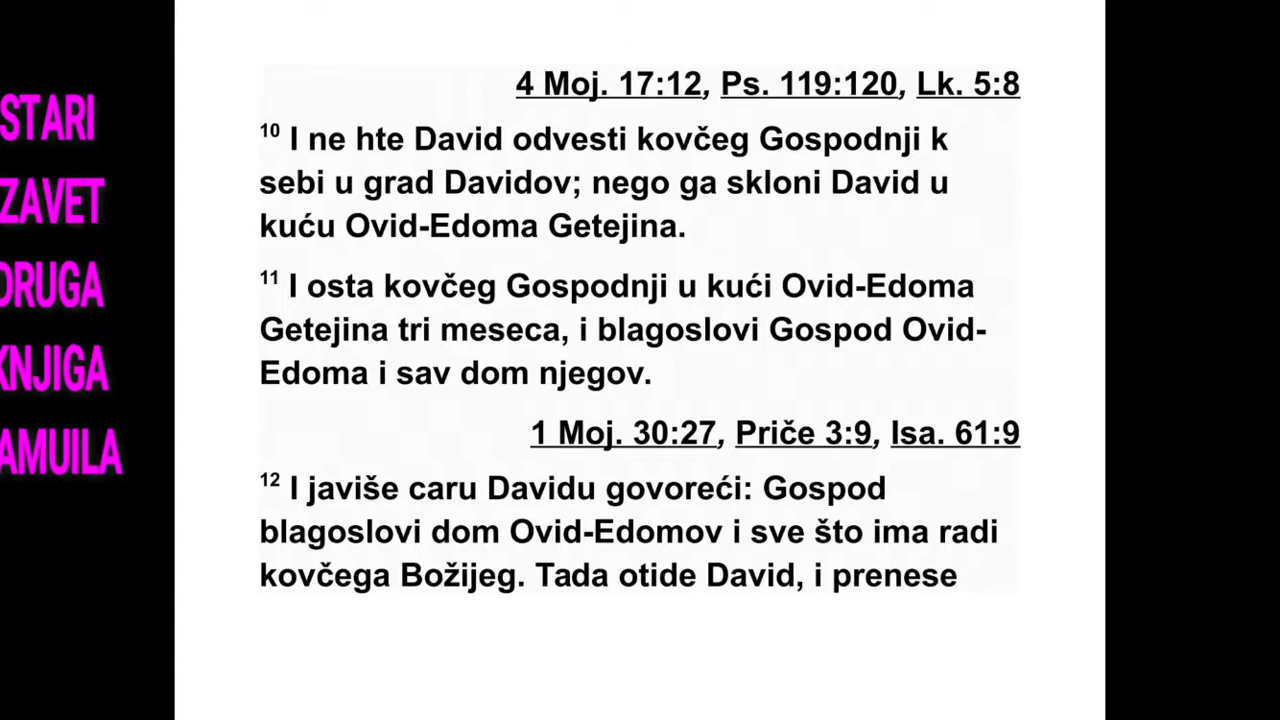 STARI
ZAVET
DRUGA
KNJIGA
AMUILA
4 Moj. 17:12, Ps. 119:120, Lk. 5:8
10 I ne hte David odvesti kovčeg Gospodnji k
sebi u grad Davidov; nego ga skloni David u
kuću Ovid-Edoma Getejina.
11 I osta kovčeg Gospodnji u kući Ovid-Edoma
Getejina tri meseca, i blagoslovi Gospod Ovid-
Edoma i sav dom njegov.
1 Moj. 30:27, Priče 3:9, Isa. 61:9
12 I javiše caru Davidu govoreći: Gospod
blagoslovi dom Ovid-Edomov i sve što ima radi
kovčega Božijeg. Tada otide David, i prenese